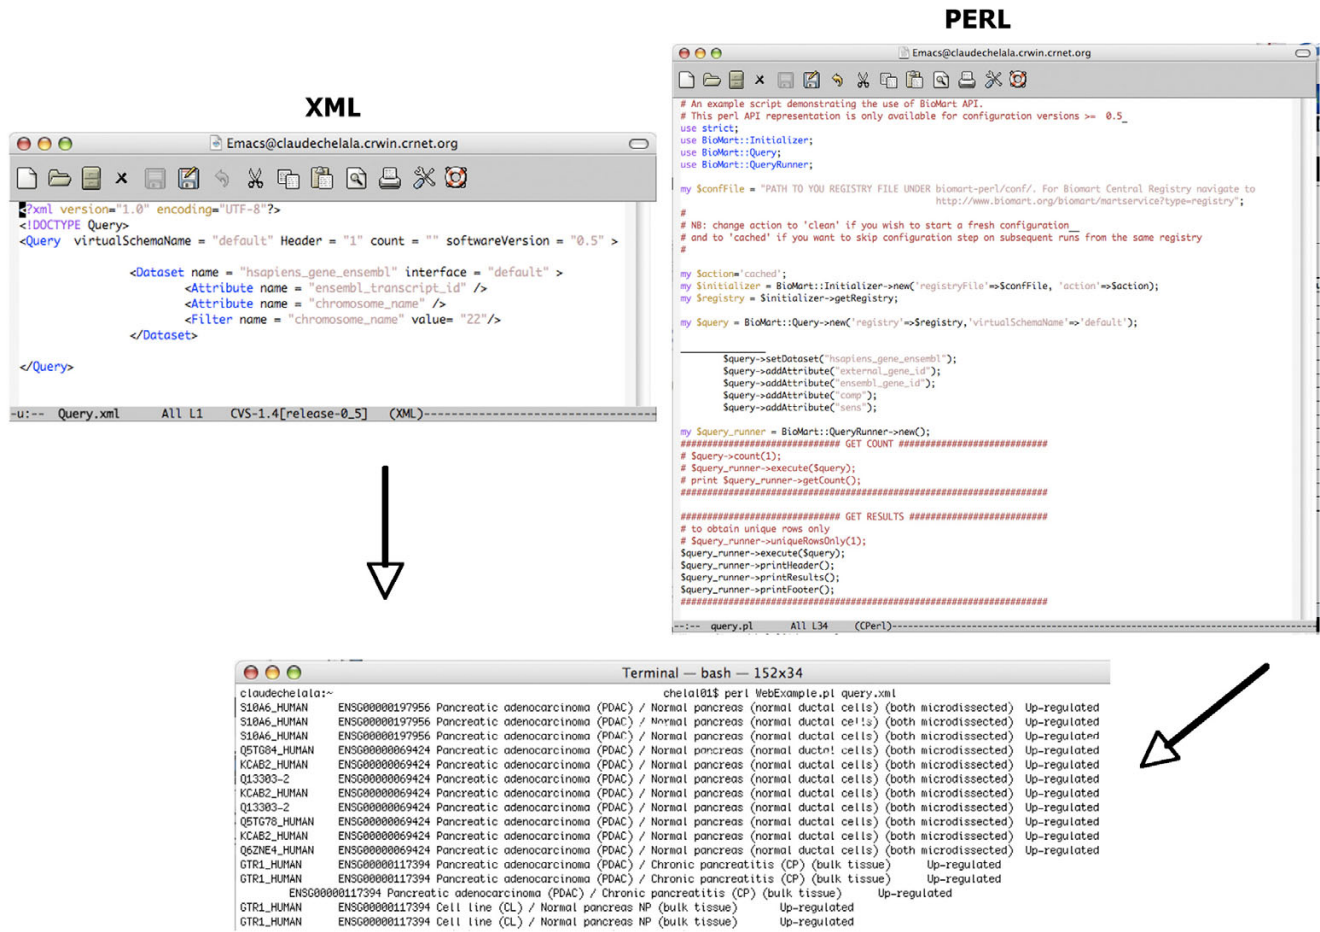 XML
Emacs@claudechelala.crwin.crnet.org
<?xml version="1.0" encoding="UTF-8"?>
<!DOCTYPE Query>
<Query virtualSchemaName = "default" Header = "1" count = "" softwareVersion = "0.5" >
<Dataset name = "hsapiens_gene_ensembl" interface = "default" >
<Attribute name = "ensembl_transcript_id" />
<Attribute name = "chromosome_name" />
<Filter name = "chromosome_name" value= "22"/>
</Dataset>
</Query>
-u:-- Query.xml All L1 CVS-1.4[release-0_5] (XML)--
PERL
Emacs@claudechelala.crwin.crnet.org
# An example script demonstrating the use of BioMart API.
# This perl API representation is only available for configuration versions >= 0.5_
use strict;
use BioMart::Initializer;
use BioMart::Query;
use BioMart::QueryRunner;
my $confFile = "PATH TO YOU REGISTRY FILE UNDER biomart-perl/conf/. For Biomart Central Registry navigate to
http://www.biomart.org/biomart/martservice?type=registry";
#
# NB: change action to 'clean' if you wish to start a fresh configuration__
# and to 'cached' if you want to skip configuration step on subsequent runs from the same registry
#
my $action='cached';
my $initializer = BioMart::Initializer->new('registryFile'=>$confFile, 'action'=>$action);
my $registry = $initializer->getRegistry;
my $query = BioMart::Query->new('registry'=>$registry,'virtualSchemaName'=>'default');
$query->setDataset("hsapiens_gene_ensembl");
$query->addAttribute("external_gene_id");
$query->addAttribute("ensembl_gene_id");
$query->addAttribute("comp");
$query->addAttribute("sens");
my $query_runner = BioMart::QueryRunner->new();
############################## GET COUNT ############################
# $query->count(1);
# $query_runner->execute($query);
# print $query_runner->getCount();
#####################################################################
############################## GET RESULTS ##########################
# to obtain unique rows only
# $query_runner->uniqueRowsOnly(1);
$query_runner->execute($query);
$query_runner->printHeader();
$query_runner->printResults();
$query_runner->printFooter();
#####################################################################
--:-- query.pl All L34 (CPerl)--
Terminal — bash — 152x34
claudechelala:~ chelal01$ perl WebExample.pl query.xml
S10A6_HUMAN ENSG00000197956 Pancreatic adenocarcinoma (PDAC) / Normal pancreas (normal ductal cells) (both microdissected) Up-regulated
S10A6_HUMAN ENSG00000197956 Pancreatic adenocarcinoma (PDAC) / Normal pancreas (normal ductal cells) (both microdissected) Up-regulated
S10A6_HUMAN ENSG00000197956 Pancreatic adenocarcinoma (PDAC) / Normal pancreas (normal ductal cells) (both microdissected) Up-regulated
Q5TG84_HUMAN ENSG00000069424 Pancreatic adenocarcinoma (PDAC) / Normal pancreas (normal ductal cells) (both microdissected) Up-regulated
KCAB2_HUMAN ENSG00000069424 Pancreatic adenocarcinoma (PDAC) / Normal pancreas (normal ductal cells) (both microdissected) Up-regulated
Q13303-2 ENSG00000069424 Pancreatic adenocarcinoma (PDAC) / Normal pancreas (normal ductal cells) (both microdissected) Up-regulated
KCAB2_HUMAN ENSG00000069424 Pancreatic adenocarcinoma (PDAC) / Normal pancreas (normal ductal cells) (both microdissected) Up-regulated
Q13303-2 ENSG00000069424 Pancreatic adenocarcinoma (PDAC) / Normal pancreas (normal ductal cells) (both microdissected) Up-regulated
Q5TG78_HUMAN ENSG00000069424 Pancreatic adenocarcinoma (PDAC) / Normal pancreas (normal ductal cells) (both microdissected) Up-regulated
KCAB2_HUMAN ENSG00000069424 Pancreatic adenocarcinoma (PDAC) / Normal pancreas (normal ductal cells) (both microdissected) Up-regulated
Q6ZNE4_HUMAN ENSG00000069424 Pancreatic adenocarcinoma (PDAC) / Normal pancreas (normal ductal cells) (both microdissected) Up-regulated
GTR1_HUMAN ENSG00000117394 Pancreatic adenocarcinoma (PDAC) / Chronic pancreatitis (CP) (bulk tissue) Up-regulated
GTR1_HUMAN ENSG00000117394 Pancreatic adenocarcinoma (PDAC) / Chronic pancreatitis (CP) (bulk tissue) Up-regulated
ENSG00000117394 Pancreatic adenocarcinoma (PDAC) / Chronic pancreatitis (CP) (bulk tissue) Up-regulated
GTR1_HUMAN ENSG00000117394 Cell line (CL) / Normal pancreas NP (bulk tissue) Up-regulated
GTR1_HUMAN ENSG00000117394 Cell line (CL) / Normal pancreas NP (bulk tissue) Up-regulated